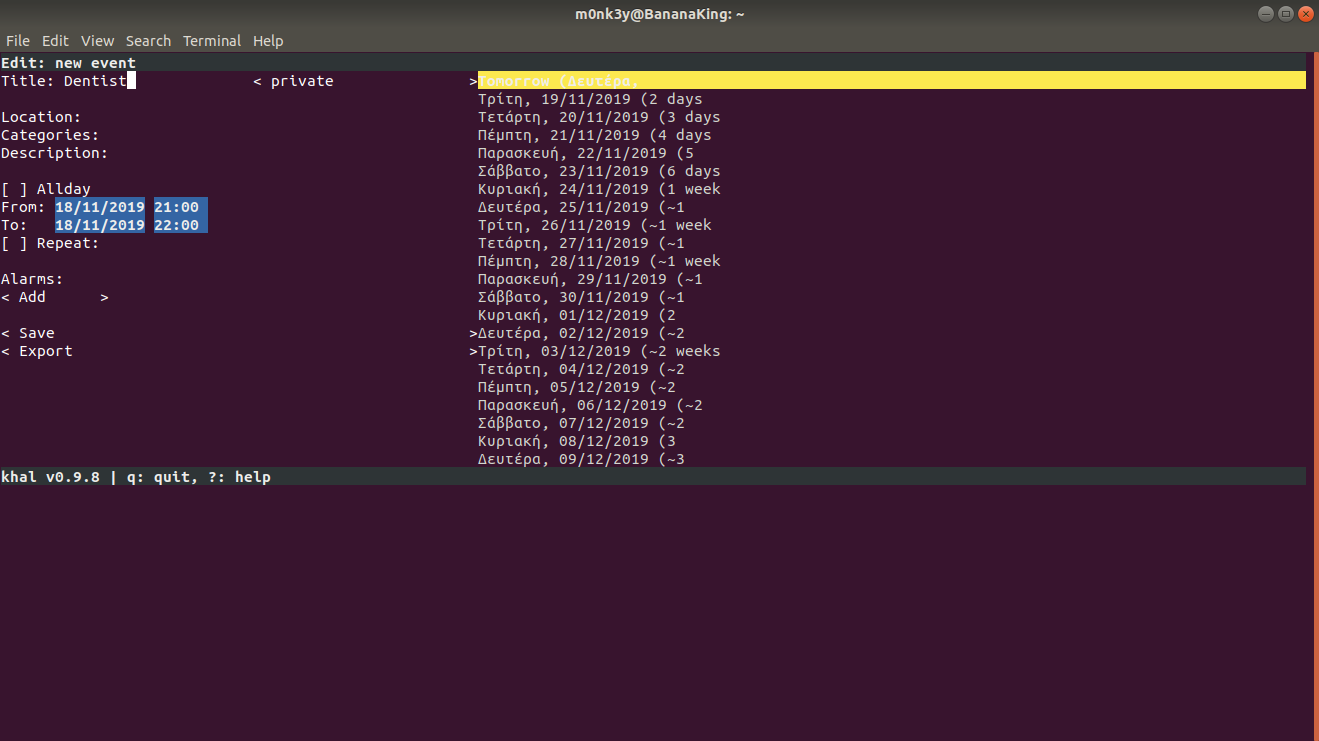 m0nk3y@BananaKing: ~
File Edit View Search Terminal Help
Edit: new event
Title: Dentist < private >Tomorrow (Δευτέρα,
Τρίτη, 19/11/2019 (2 days
Location: Τετάρτη, 20/11/2019 (3 days
Categories: Πέμπτη, 21/11/2019 (4 days
Description: Παρασκευή, 22/11/2019 (5
Σάββατο, 23/11/2019 (6 days
[ ] Allday Κυριακή, 24/11/2019 (1 week
From: 18/11/2019 21:00 Δευτέρα, 25/11/2019 (~1
To: 18/11/2019 22:00 Τρίτη, 26/11/2019 (~1 week
[ ] Repeat: Τετάρτη, 27/11/2019 (~1
Πέμπτη, 28/11/2019 (~1 week
Alarms: Παρασκευή, 29/11/2019 (~1
< Add > Σάββατο, 30/11/2019 (~1
Κυριακή, 01/12/2019 (2
< Save >Δευτέρα, 02/12/2019 (~2
< Export >Τρίτη, 03/12/2019 (~2 weeks
Τετάρτη, 04/12/2019 (~2
Πέμπτη, 05/12/2019 (~2
Παρασκευή, 06/12/2019 (~2
Σάββατο, 07/12/2019 (~2
Κυριακή, 08/12/2019 (3
Δευτέρα, 09/12/2019 (~3
khal v0.9.8 | q: quit, ?: help